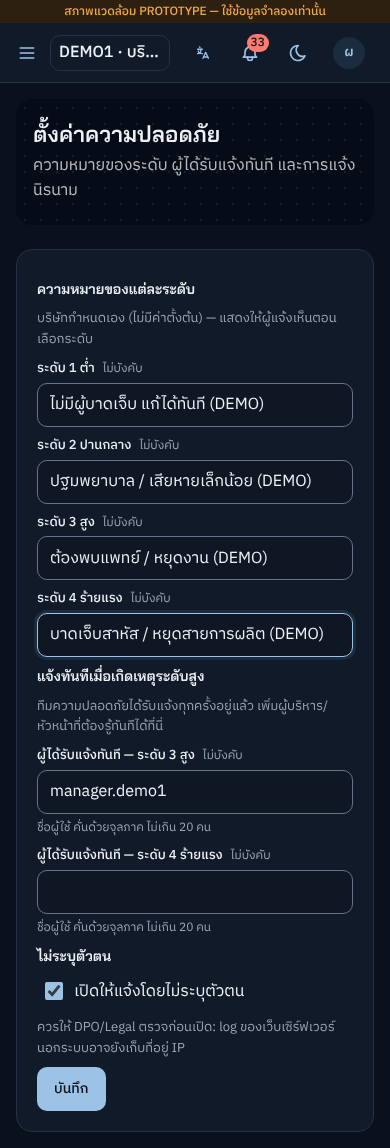 สภาพแวดล้อม PROTOTYPE — ใช้ข้อมูลจำลองเท่านั้น
DEMO1 · บริ...
33
ผ
ตั้งค่าความปลอดภัย
ความหมายของระดับ ผู้ได้รับแจ้งทันที และการแจ้ง
นิรนาม
ความหมายของแต่ละระดับ
บริษัทกำหนดเอง (ไม่มีค่าตั้งต้น) — แสดงให้ผู้แจ้งเห็นตอน
เลือกระดับ
ระดับ 1 ต่ำ ไม่บังคับ
ไม่มีผู้บาดเจ็บ แก้ได้ทันที (DEMO)
ระดับ 2 ปานกลาง ไม่บังคับ
ปฐมพยาบาล / เสียหายเล็กน้อย (DEMO)
ระดับ 3 สูง ไม่บังคับ
ต้องพบแพทย์ / หยุดงาน (DEMO)
ระดับ 4 ร้ายแรง ไม่บังคับ
บาดเจ็บสาหัส / หยุดสายการผลิต (DEMO)
แจ้งทันทีเมื่อเกิดเหตุระดับสูง
ทีมความปลอดภัยได้รับแจ้งทุกครั้งอยู่แล้ว เพิ่มผู้บริหาร/
หัวหน้าที่ต้องรู้ทันทีได้ที่นี่
ผู้ได้รับแจ้งทันที — ระดับ 3 สูง ไม่บังคับ
manager.demo1
ชื่อผู้ใช้ คั่นด้วยจุลภาค ไม่เกิน 20 คน
ผู้ได้รับแจ้งทันที — ระดับ 4 ร้ายแรง ไม่บังคับ
ชื่อผู้ใช้ คั่นด้วยจุลภาค ไม่เกิน 20 คน
ไม่ระบุตัวตน
เปิดให้แจ้งโดยไม่ระบุตัวตน
ควรให้ DPO/Legal ตรวจก่อนเปิด: log ของเว็บเซิร์ฟเวอร์
นอกระบบอาจยังเก็บที่อยู่ IP
บันทึก